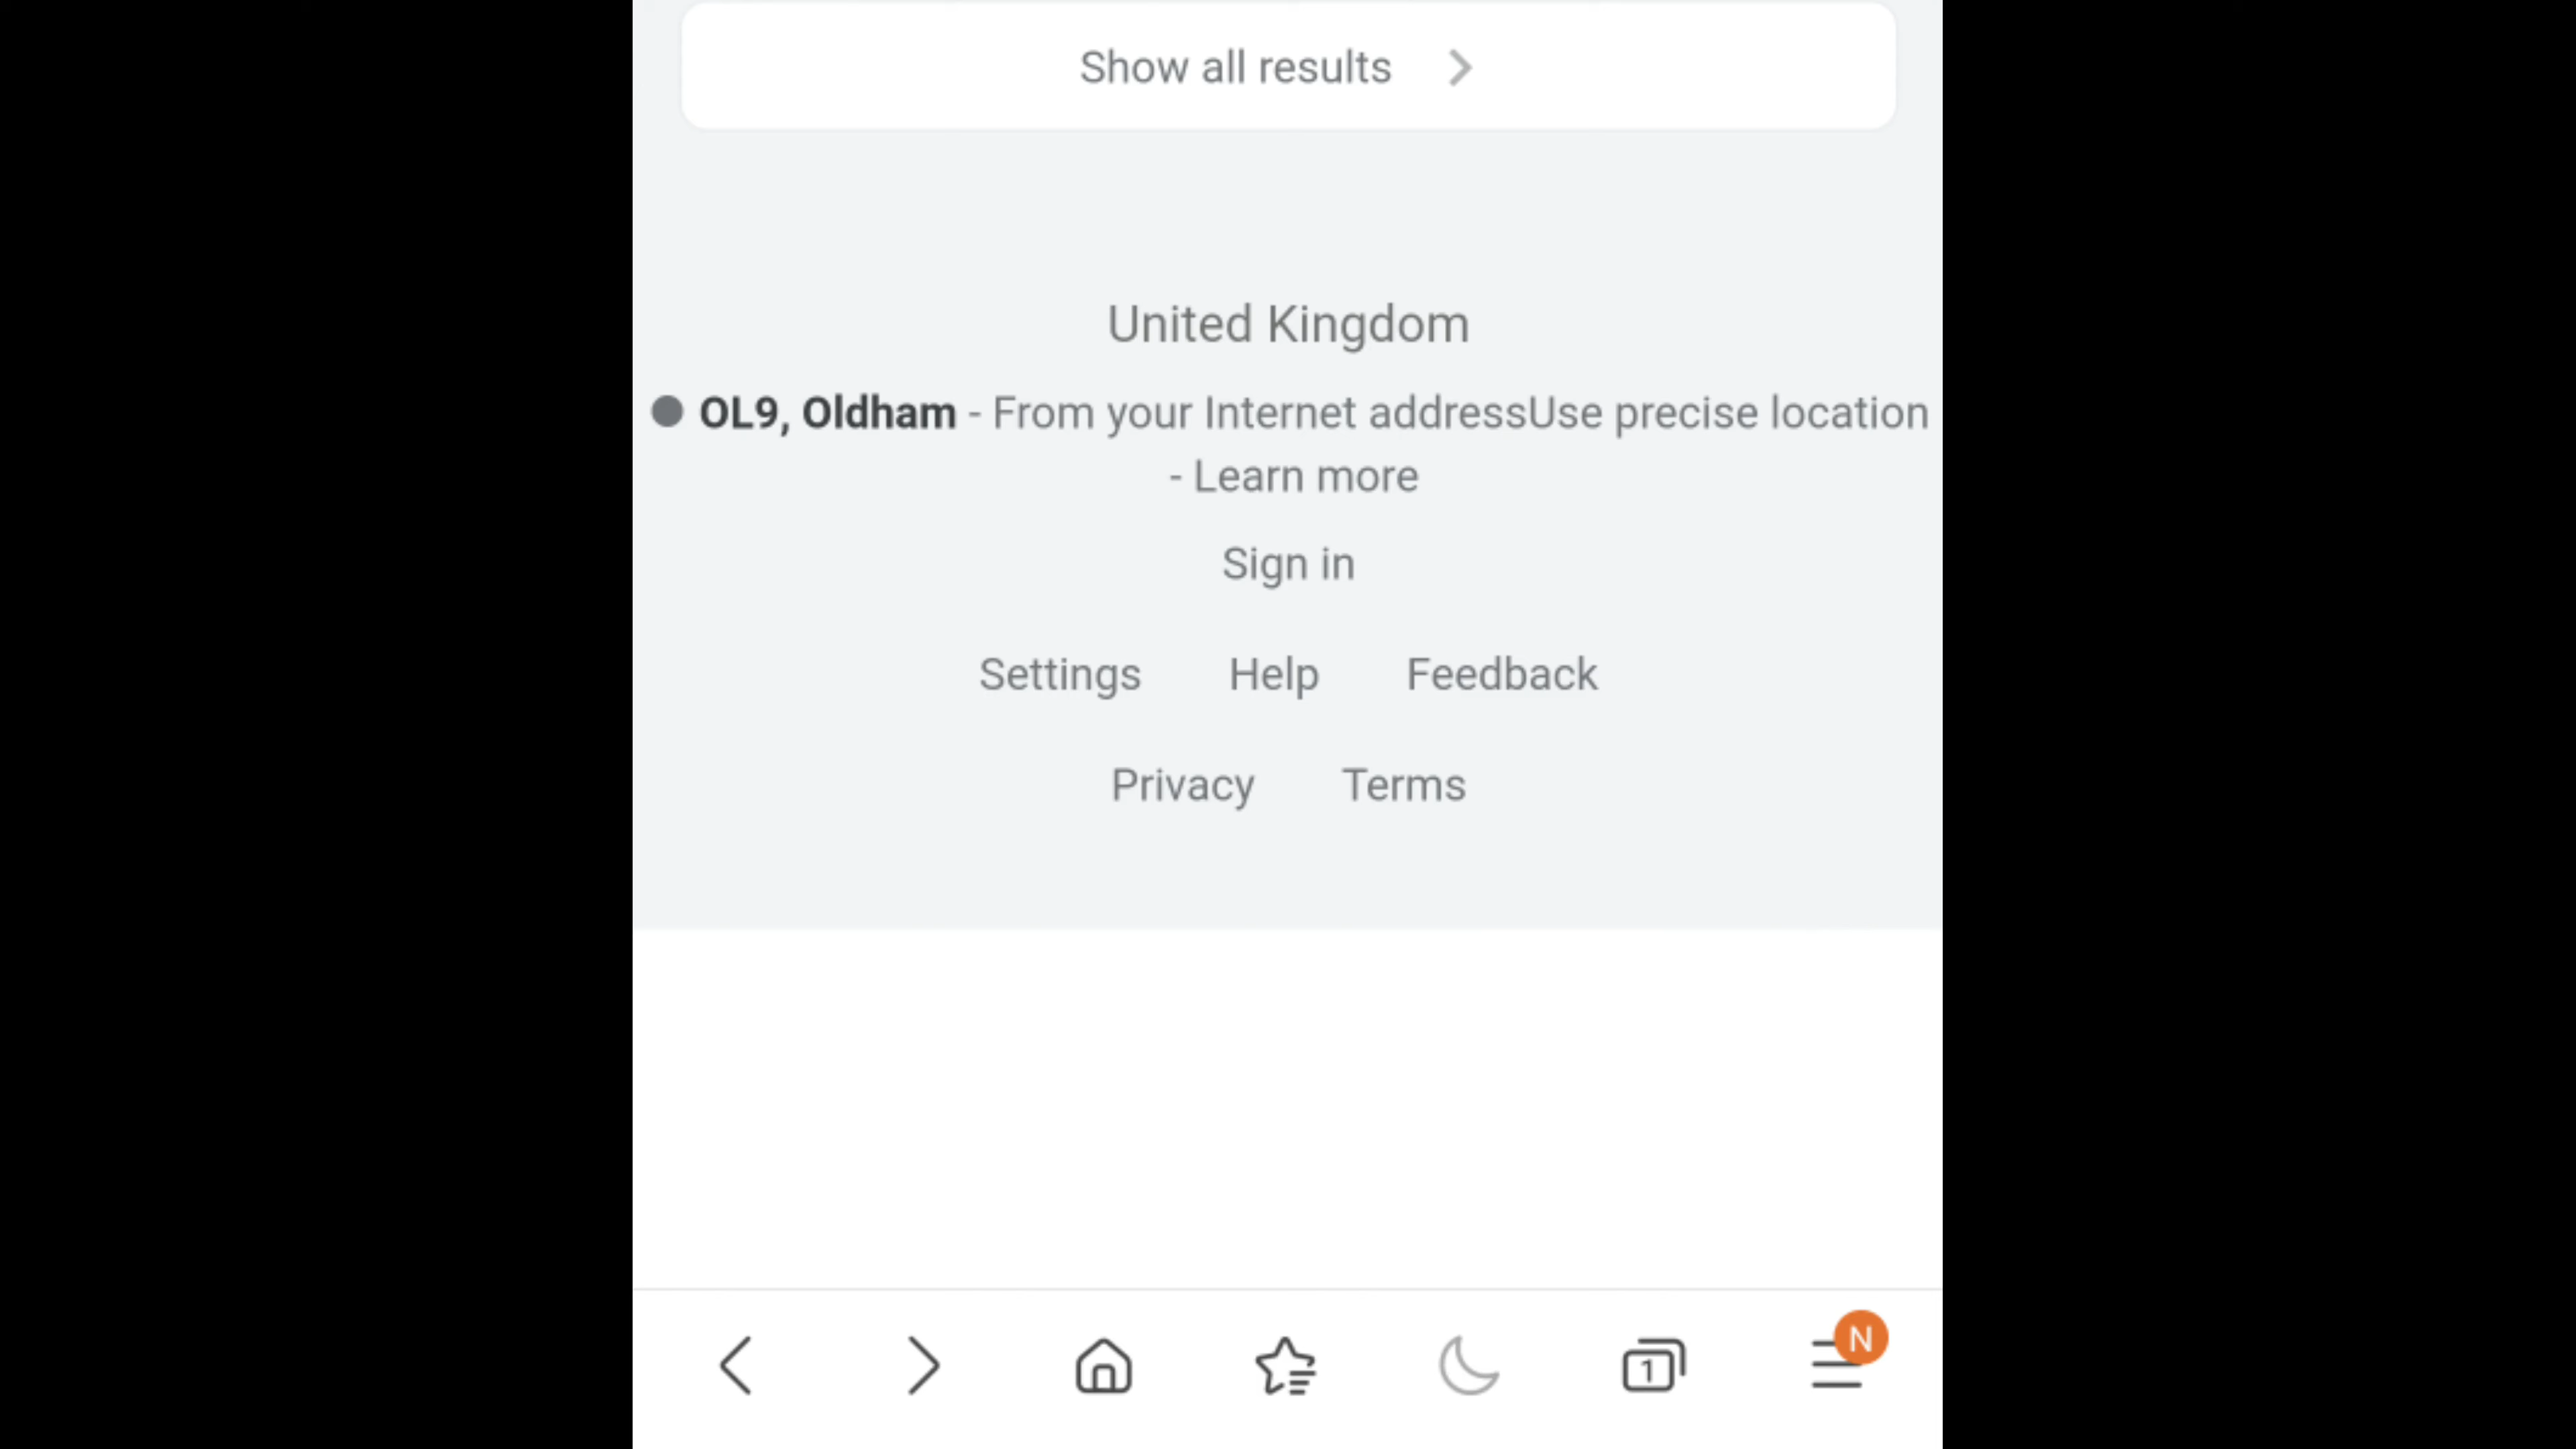 Show all results
United Kingdom
OL9, Oldham - From your Internet addressUse precise location
- Learn more
Sign in
Settings Help Feedback
Privacy Terms
1 N